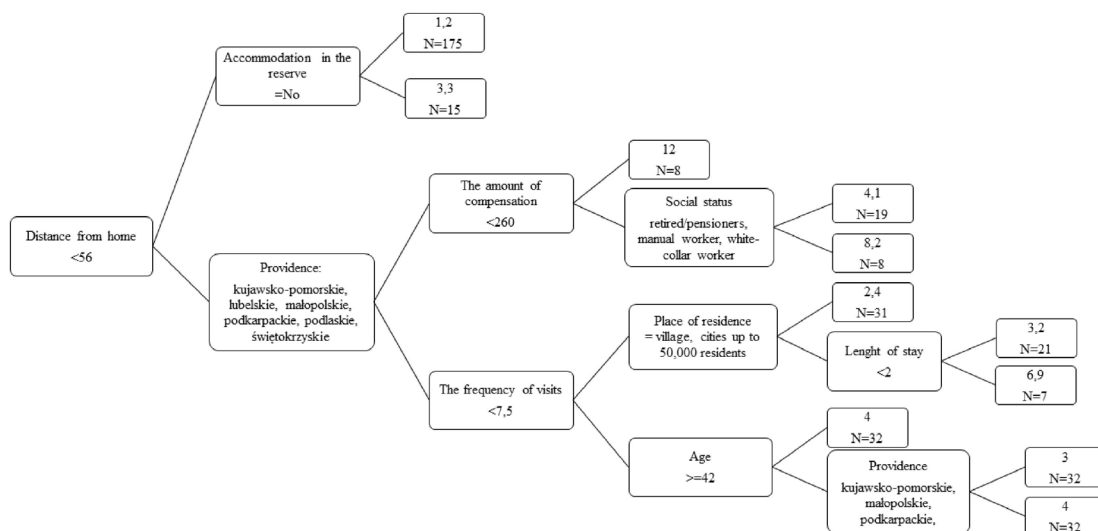 Distance from home
<56
Accommodation in the
reserve
=No
1,2
N=175
3,3
N=15
Providence:
kujawsko-pomorskie,
lubelskie, małopolskie,
podkarpackie, podlaskie,
świętokrzyskie
The amount of
compensation
<260
12
N=8
Social status
retired/pensioners,
manual worker, white-
collar worker
4,1
N=19
8,2
N=8
The frequency of visits
<7,5
Place of residence
= village, cities up to
50,000 residents
2,4
N=31
Lenght of stay
<2
3,2
N=21
6,9
N=7
Age
>=42
4
N=32
Providence
kujawsko-pomorskie,
małopolskie,
podkarpackie,
3
N=32
4
N=32